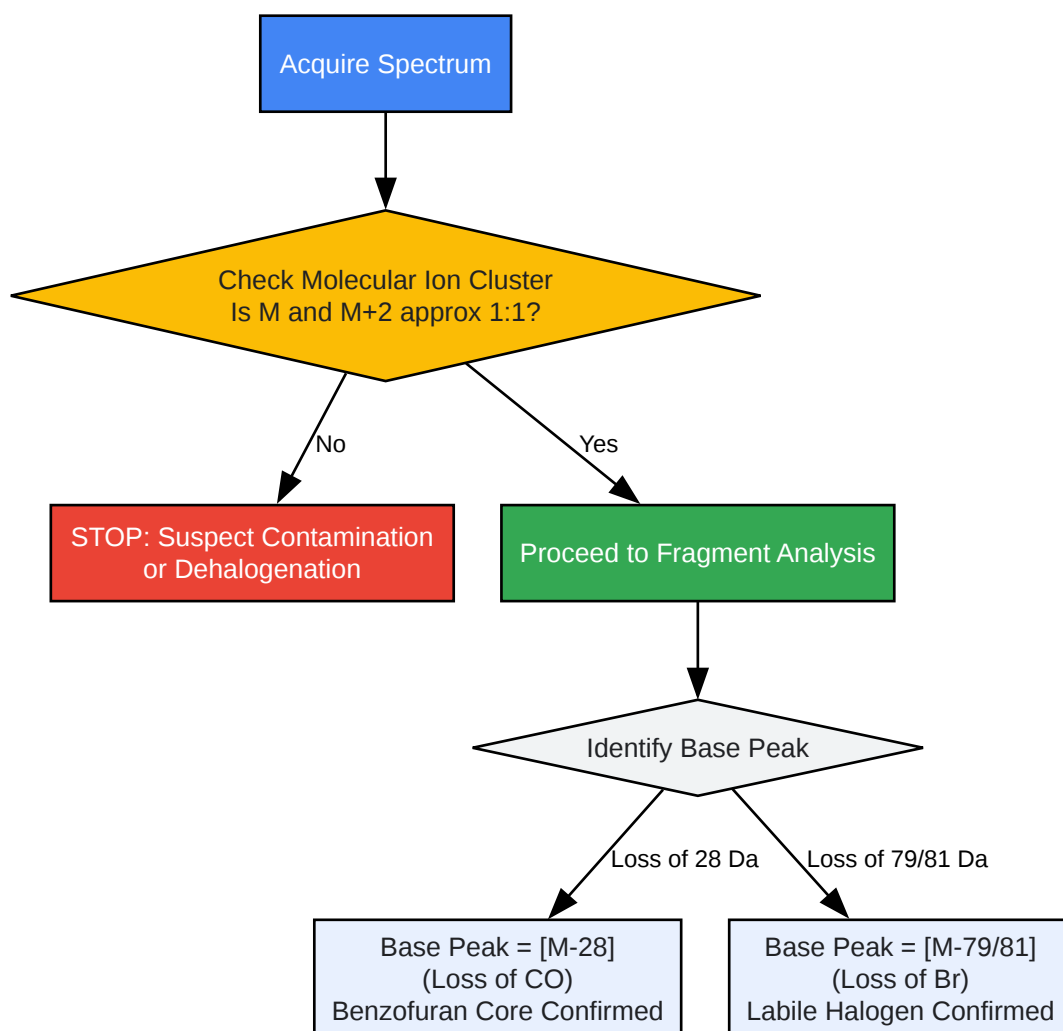 Acquire Spectrum
Check Molecular Ion Cluster
Is M and M+2 approx 1:1?
No
Yes
STOP: Suspect Contamination
or Dehalogenation
Proceed to Fragment Analysis
Identify Base Peak
Loss of 28 Da
Loss of 79/81 Da
Base Peak = [M-28]
(Loss of CO)
Benzofuran Core Confirmed
Base Peak = [M-79/81]
(Loss of Br)
Labile Halogen Confirmed